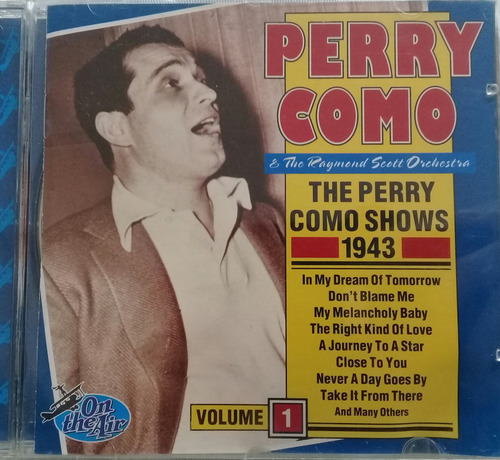 PERRY
COMO
& The Raymond Scott Orchestra
THE PERRY
COMO SHOWS
1943
In My Dream Of Tomorrow
Don't Blame Me
My Melancholy Baby
The Right Kind Of Love
A Journey To A Star
Close To You
Never A Day Goes By
Take It From There
And Many Others
VOLUME 1
On
the Air